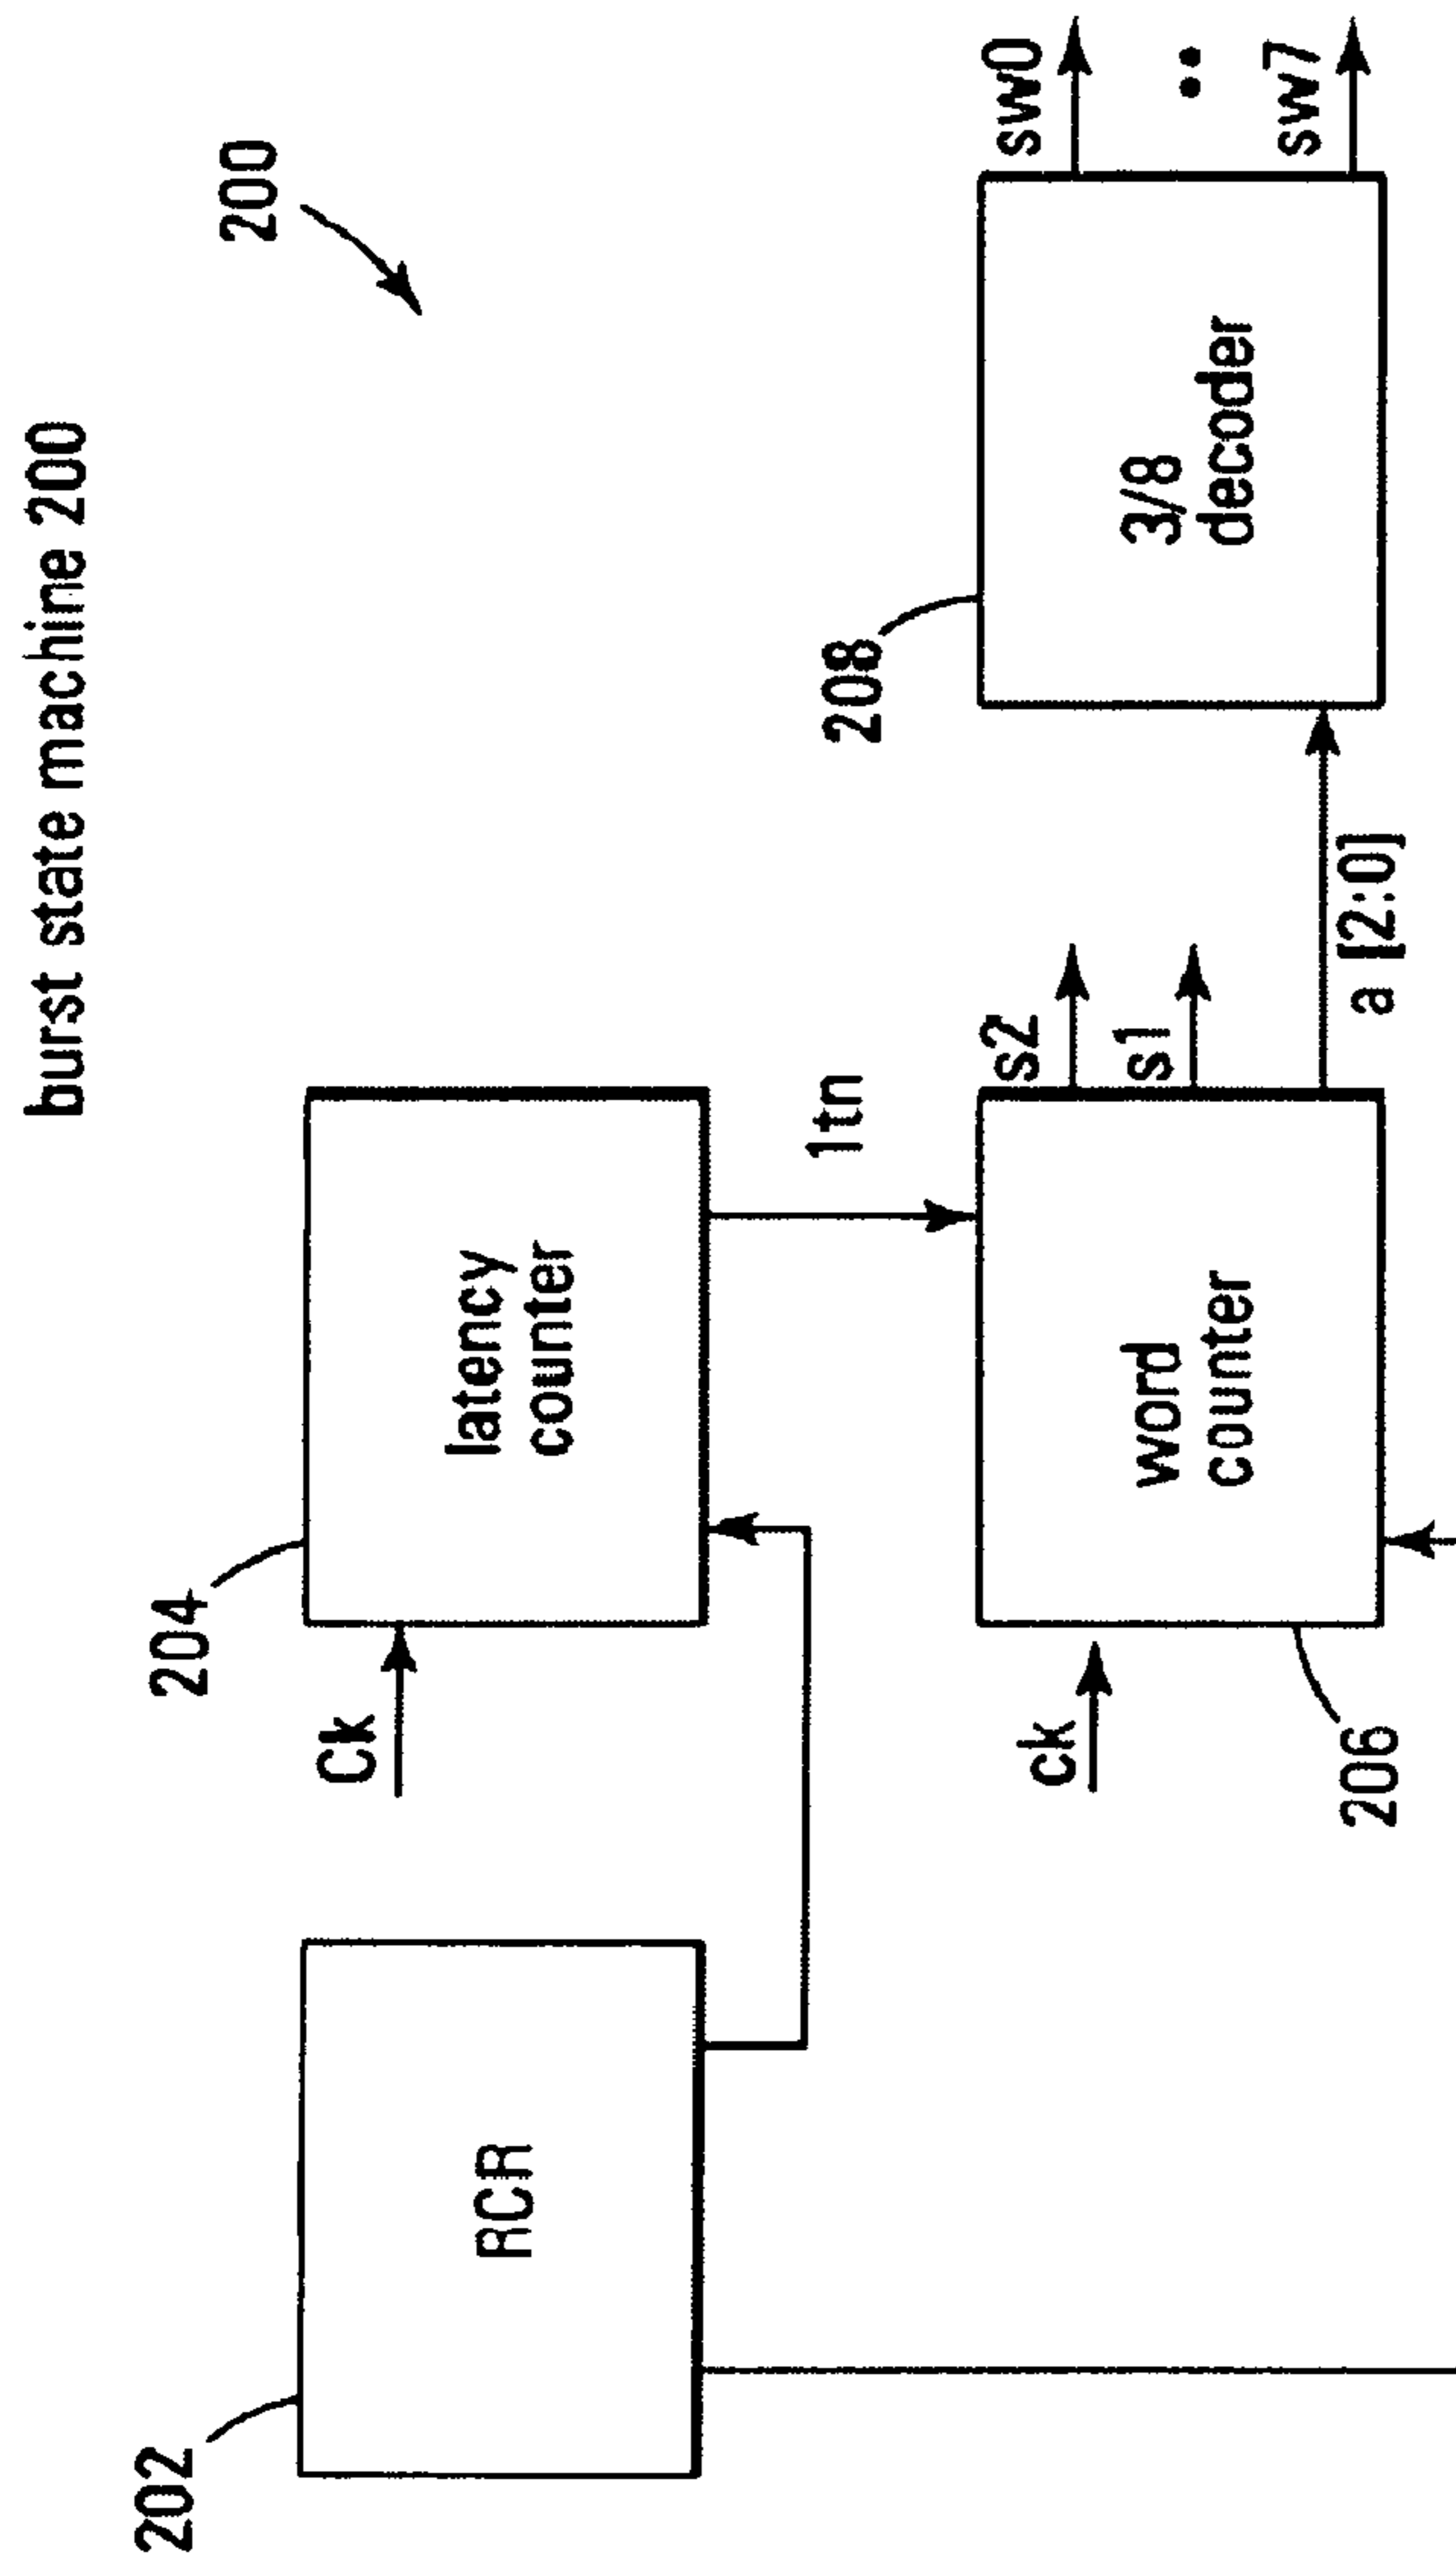 burst state machine 200
200
202
RCR
204
Ck
latency
counter
1tn
ck
word
counter
206
s2
s1
a [2:0]
208
3/8
decoder
sw0
••
sw7